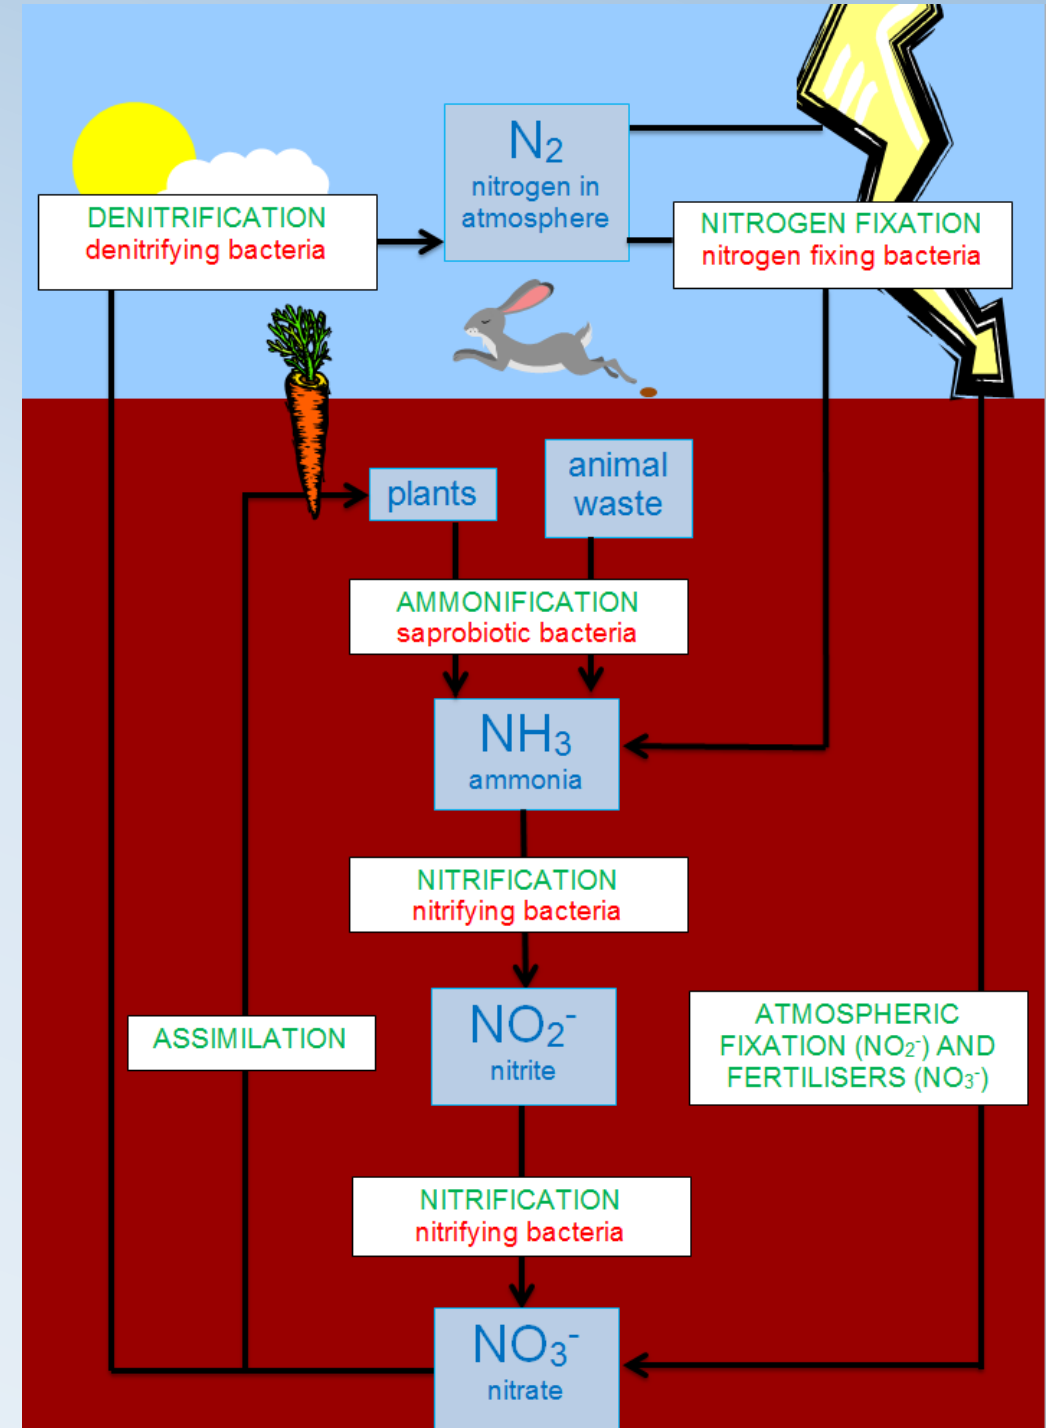 N₂
nitrogen in
atmosphere
DENITRIFICATION
denitrifying bacteria
NITROGEN FIXATION
nitrogen fixing bacteria
plants
animal
waste
AMMONIFICATION
saprobiotic bacteria
NH₃
ammonia
NITRIFICATION
nitrifying bacteria
NO₂⁻
nitrite
ASSIMILATION
ATMOSPHERIC
FIXATION (NO₂⁻) AND
FERTILISERS (NO₃⁻)
NITRIFICATION
nitrifying bacteria
NO₃⁻
nitrate